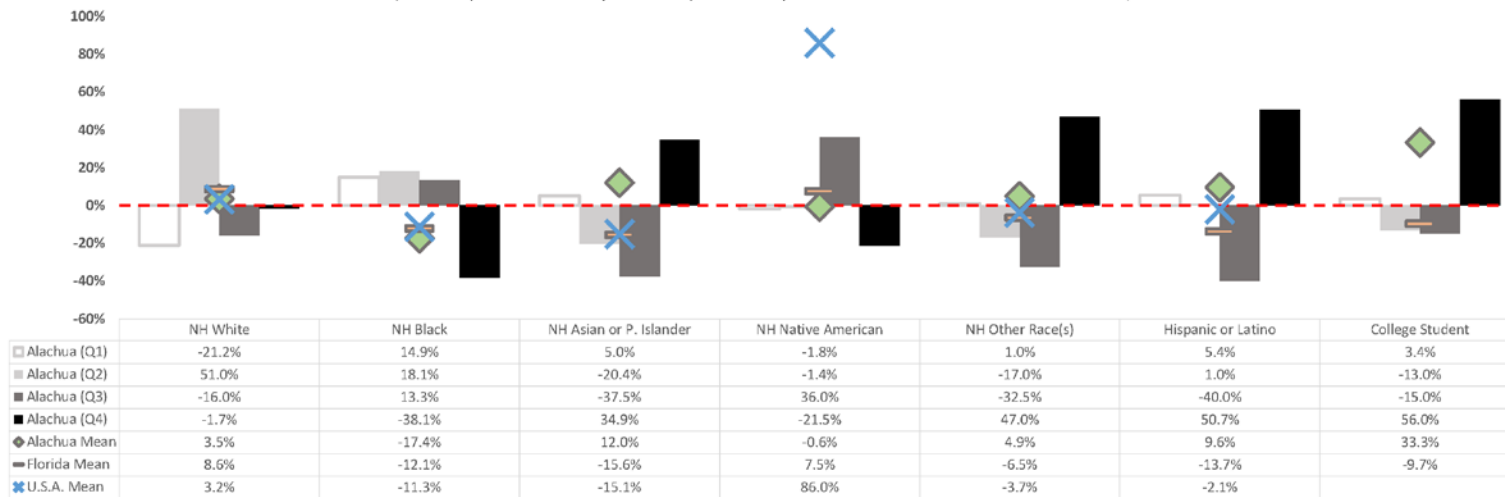 100%
80%
60%
40%
20%
0%
-20%
-40%
-60%
NH White NH Black NH Asian or P. Islander NH Native American NH Other Race(s) Hispanic or Latino College Student
Alachua (Q1) -21.2% 14.9% 5.0% -1.8% 1.0% 5.4% 3.4%
Alachua (Q2) 51.0% 18.1% -20.4% -1.4% -17.0% 1.0% -13.0%
Alachua (Q3) -16.0% 13.3% -37.5% 36.0% -32.5% -40.0% -15.0%
Alachua (Q4) -1.7% -38.1% 34.9% -21.5% 47.0% 50.7% 56.0%
Alachua Mean 3.5% -17.4% 12.0% -0.6% 4.9% 9.6% 33.3%
Florida Mean 8.6% -12.1% -15.6% 7.5% -6.5% -13.7% -9.7%
U.S.A. Mean 3.2% -11.3% -15.1% 86.0% -3.7% -2.1%